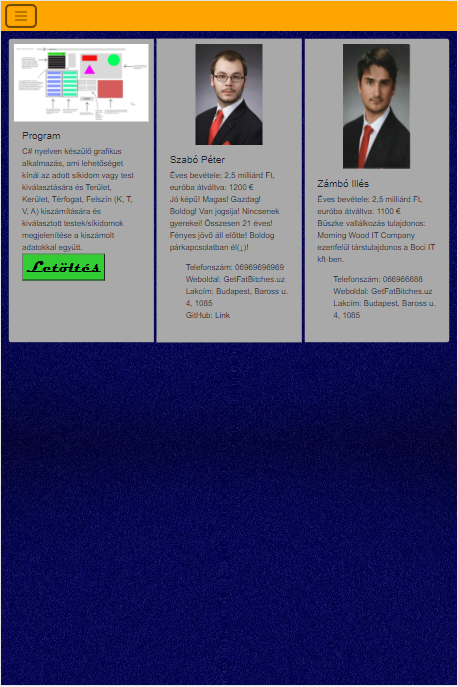 Program
C# nyelven készülő grafikus
alkalmazás, ami lehetőséget
kínál az adott síkidom vagy test
kiválasztására és Terület,
Kerület, Térfogat, Felszín (K, T,
V, A) kiszámítására és
kiválasztott testek/síkidomok
megjelenítése a kiszámolt
adatokkal együtt.
Letöltés
Szabó Péter
Éves bevétele: 2,5 milliárd Ft,
euróba átváltva: 1200 €
Jó képű! Magas! Gazdag!
Boldog! Van jogsija! Nincsenek
gyerekei! Összesen 21 éves!
Fényes jövő áll előtte! Boldog
párkapcsolatban él(¿)!
Telefonszám: 06969696969
Weboldal: GetFatBitches.uz
Lakcím: Budapest, Baross u.
4, 1085
GitHub: Link
Zámbó Illés
Éves bevétele: 2,5 milliárd Ft,
euróba átváltva: 1100 €
Büszke vállalkozás tulajdonos:
Morning Wood IT Company
ezenfelül társtulajdonos a Boci IT
kft-ben.
Telefonszám: 066966688
Weboldal: GetFatBitches.uz
Lakcím: Budapest, Baross u.
4, 1085